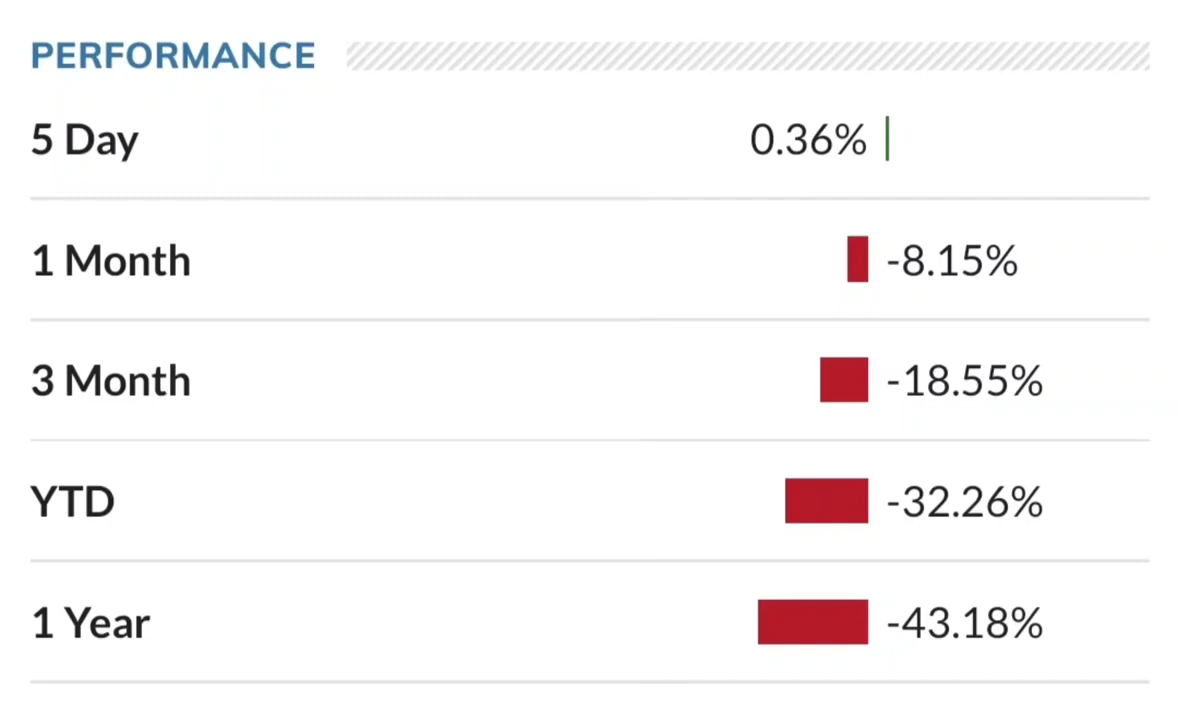 PERFORMANCE
5 Day 0.36%
1 Month -8.15%
3 Month -18.55%
YTD -32.26%
1 Year -43.18%